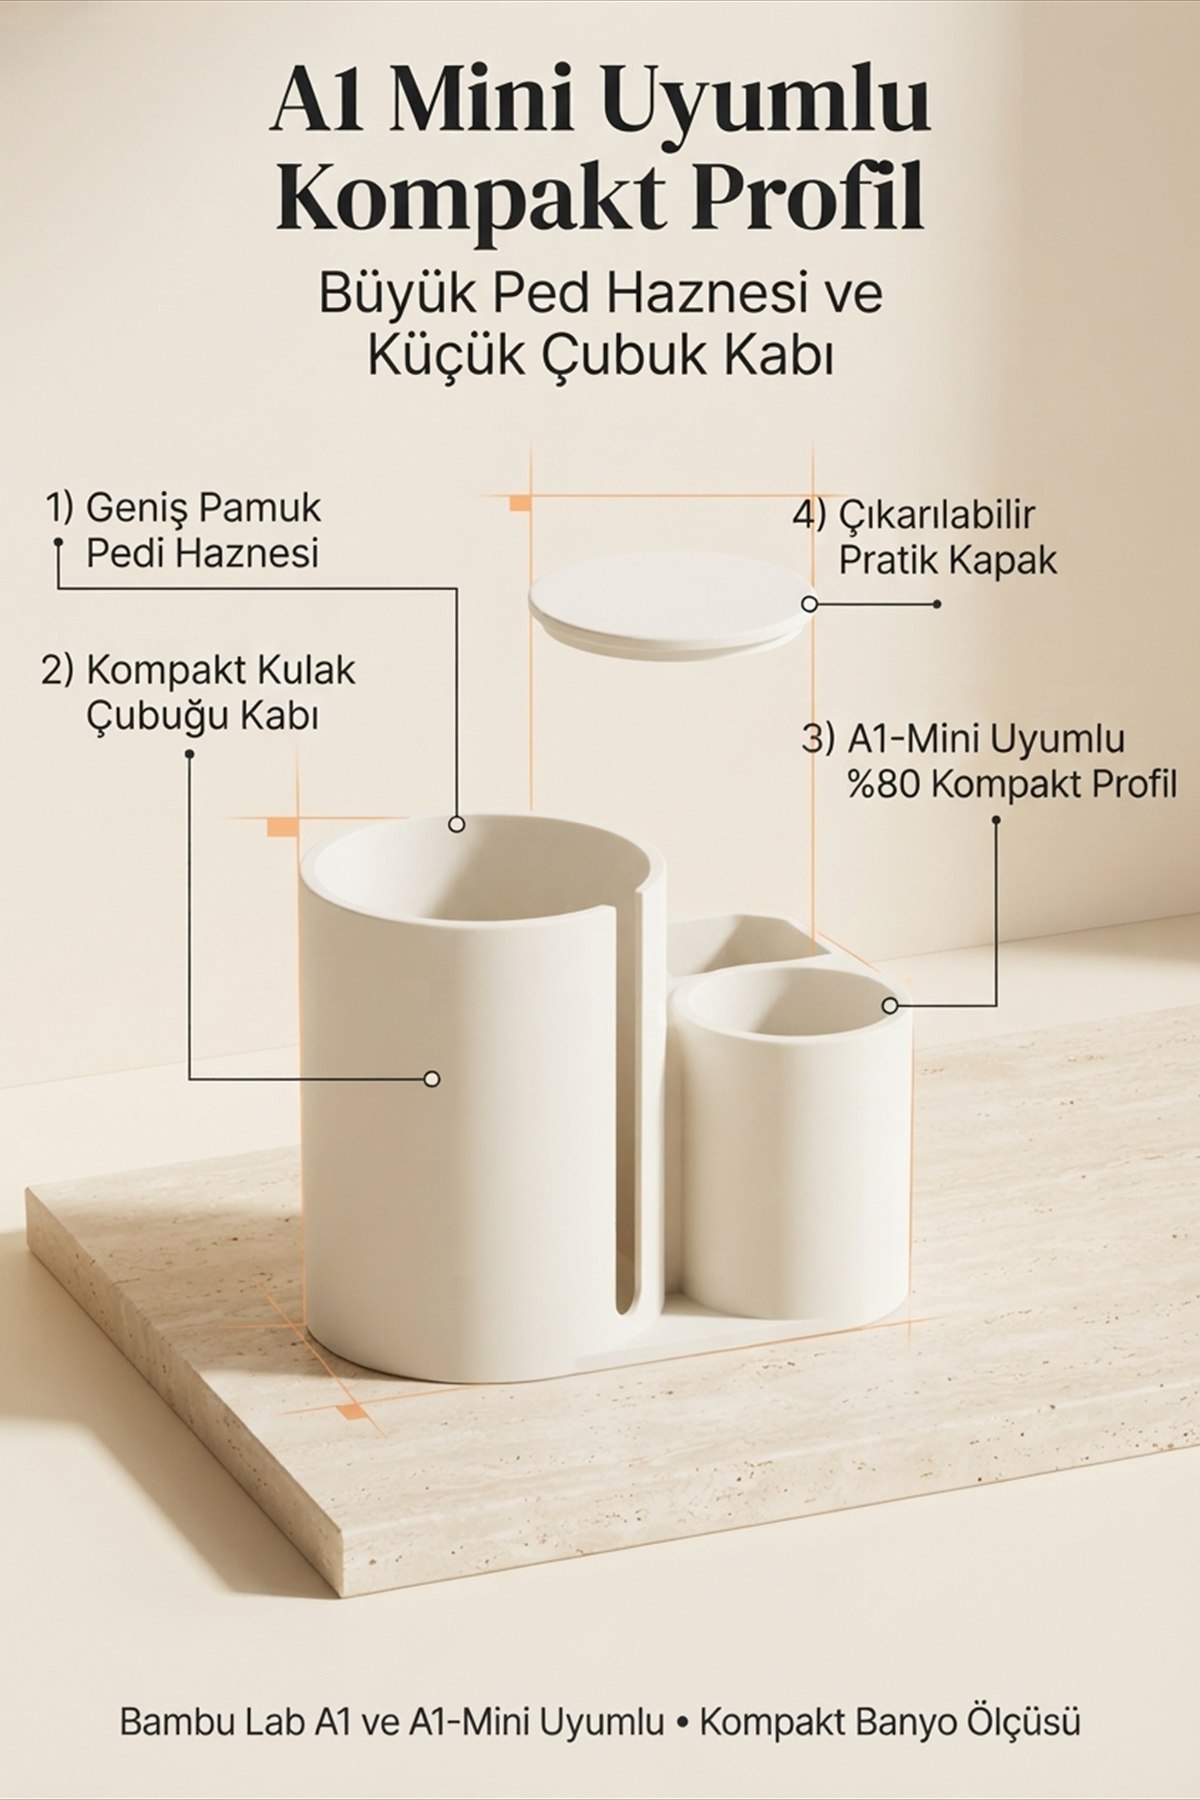 A1 Mini Uyumlu
Kompakt Profil
Büyük Ped Haznesi ve
Küçük Çubuk Kabı
1) Geniş Pamuk
Pedi Haznesi
4) Çıkarılabilir
Pratik Kapak
2) Kompakt Kulak
Çubuğu Kabı
3) A1-Mini Uyumlu
%80 Kompakt Profil
Bambu Lab A1 ve A1-Mini Uyumlu • Kompakt Banyo Ölçüsü